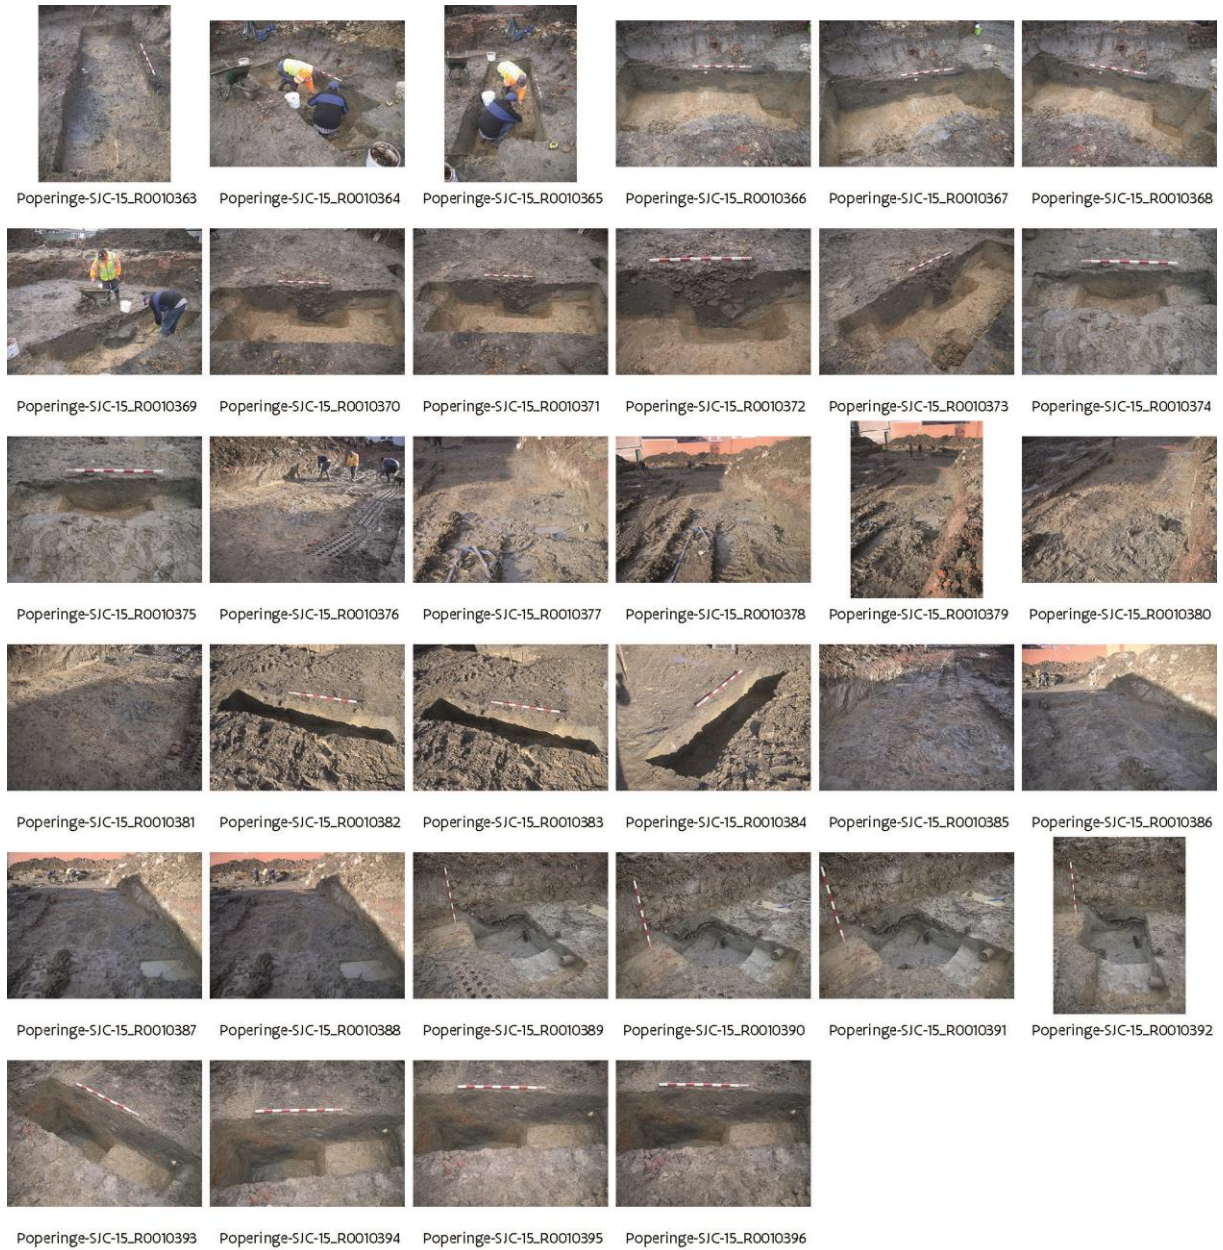 Poperinge-SJC-15_R0010363 Poperinge-SJC-15_R0010364 Poperinge-SJC-15_R0010365 Poperinge-SJC-15_R0010366 Poperinge-SJC-15_R0010367 Poperinge-SJC-15_R0010368
Poperinge-SJC-15_R0010369 Poperinge-SJC-15_R0010370 Poperinge-SJC-15_R0010371 Poperinge-SJC-15_R0010372 Poperinge-SJC-15_R0010373 Poperinge-SJC-15_R0010374
Poperinge-SJC-15_R0010375 Poperinge-SJC-15_R0010376 Poperinge-SJC-15_R0010377 Poperinge-SJC-15_R0010378 Poperinge-SJC-15_R0010379 Poperinge-SJC-15_R0010380
Poperinge-SJC-15_R0010381 Poperinge-SJC-15_R0010382 Poperinge-SJC-15_R0010383 Poperinge-SJC-15_R0010384 Poperinge-SJC-15_R0010385 Poperinge-SJC-15_R0010386
Poperinge-SJC-15_R0010387 Poperinge-SJC-15_R0010388 Poperinge-SJC-15_R0010389 Poperinge-SJC-15_R0010390 Poperinge-SJC-15_R0010391 Poperinge-SJC-15_R0010392
Poperinge-SJC-15_R0010393 Poperinge-SJC-15_R0010394 Poperinge-SJC-15_R0010395 Poperinge-SJC-15_R0010396